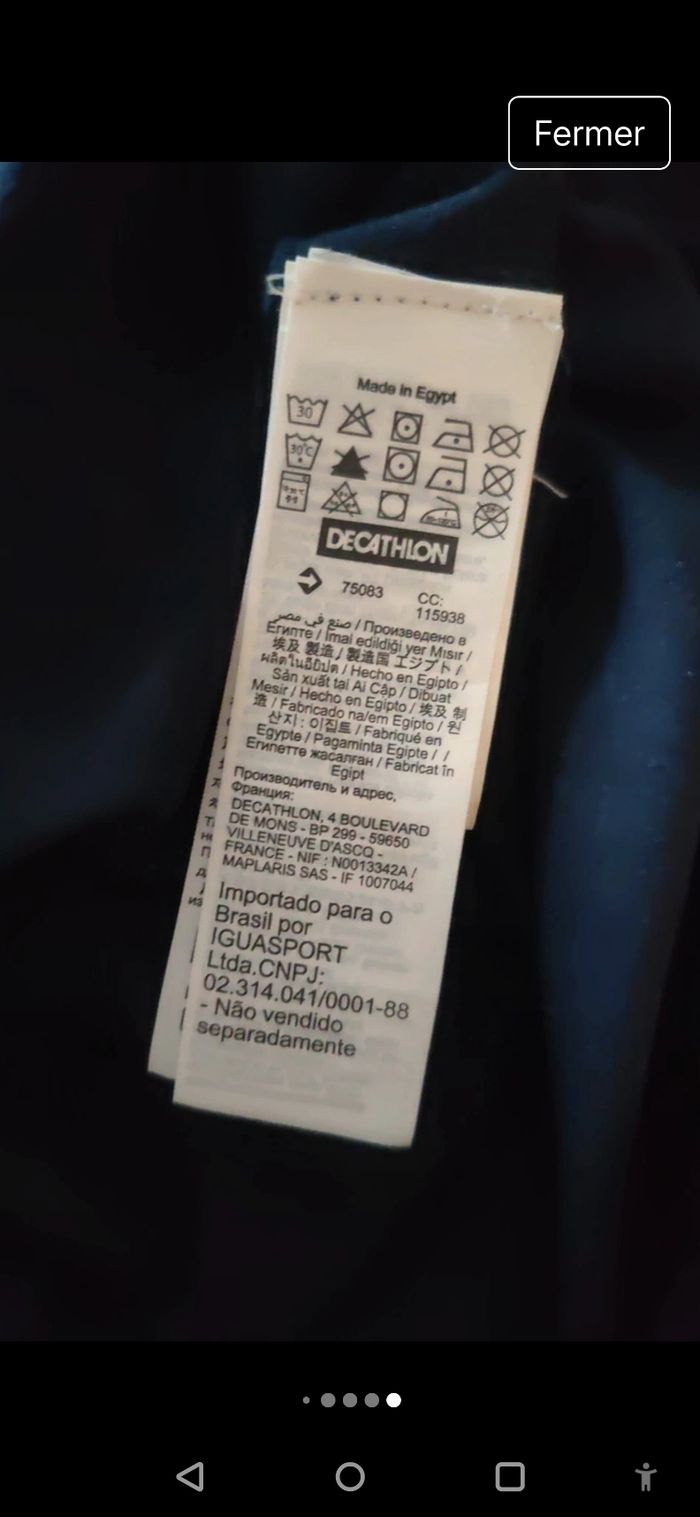 Fermer
Made in Egypt
30
30°C
DECATHLON
75083 CC:
115938
صنع في مصر / Произведено в
Египте / İmal edildiği yer Mısır /
埃及 製造 / 製造国 エジプト /
ผลิตในอียิปต์ / Hecho en Egipto /
Sản xuất tại Ai Cập / Dibuat
Mesir / Hecho en Egipto / 埃及 制
造 / Fabricado na/em Egipto / 원
산지 : 이집트 / Fabriqué en
Egypte / Pagaminta Egipte / /
Египетте жасалған / Fabricat în
Egipt
Производитель и адрес,
Франция:
DECATHLON, 4 BOULEVARD
DE MONS - BP 299 - 59650
VILLENEUVE D'ASCQ -
FRANCE - NIF : N0013342A /
MAPLARIS SAS - IF 1007044
Importado para o
Brasil por
IGUASPORT
Ltda.CNPJ:
02.314.041/0001-88
- Não vendido
separadamente